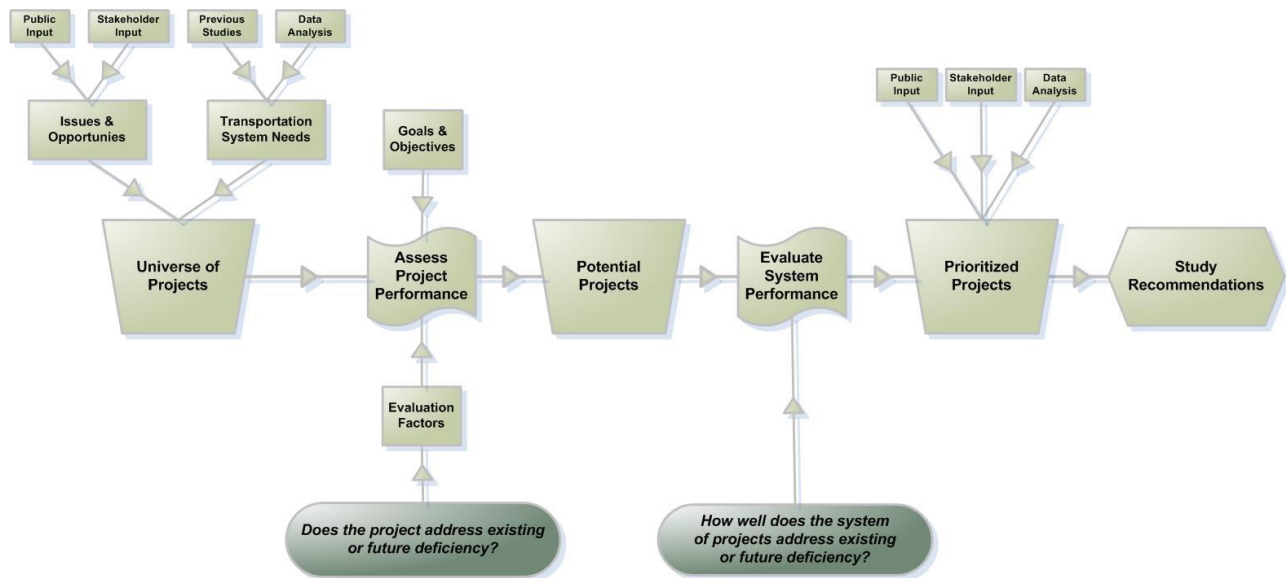 Public
Input
Stakeholder
Input
Previous
Studies
Data
Analysis
Issues &
Opportunies
Transportation
System Needs
Goals &
Objectives
Public
Input
Stakeholder
Input
Data
Analysis
Universe of
Projects
Assess
Project
Performance
Potential
Projects
Evaluate
System
Performance
Prioritized
Projects
Study
Recommendations
Evaluation
Factors
Does the project address existing
or future deficiency?
How well does the system
of projects address existing
or future deficiency?